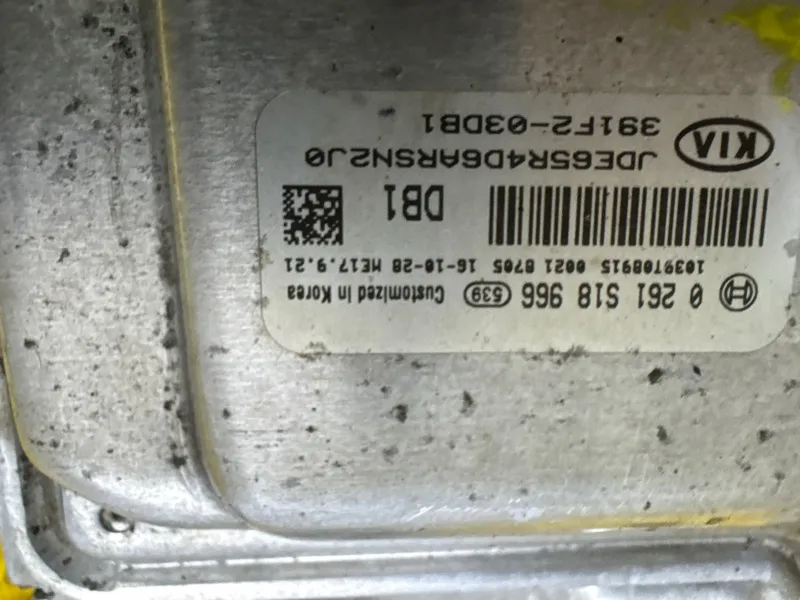 0 261 S18 966 539 Customized in Korea
1039T08915 0021 8705 16-10-28 ME17.9.21
DB1
KIA JDE65R4D6ARSN2J0
391F2-03DB1